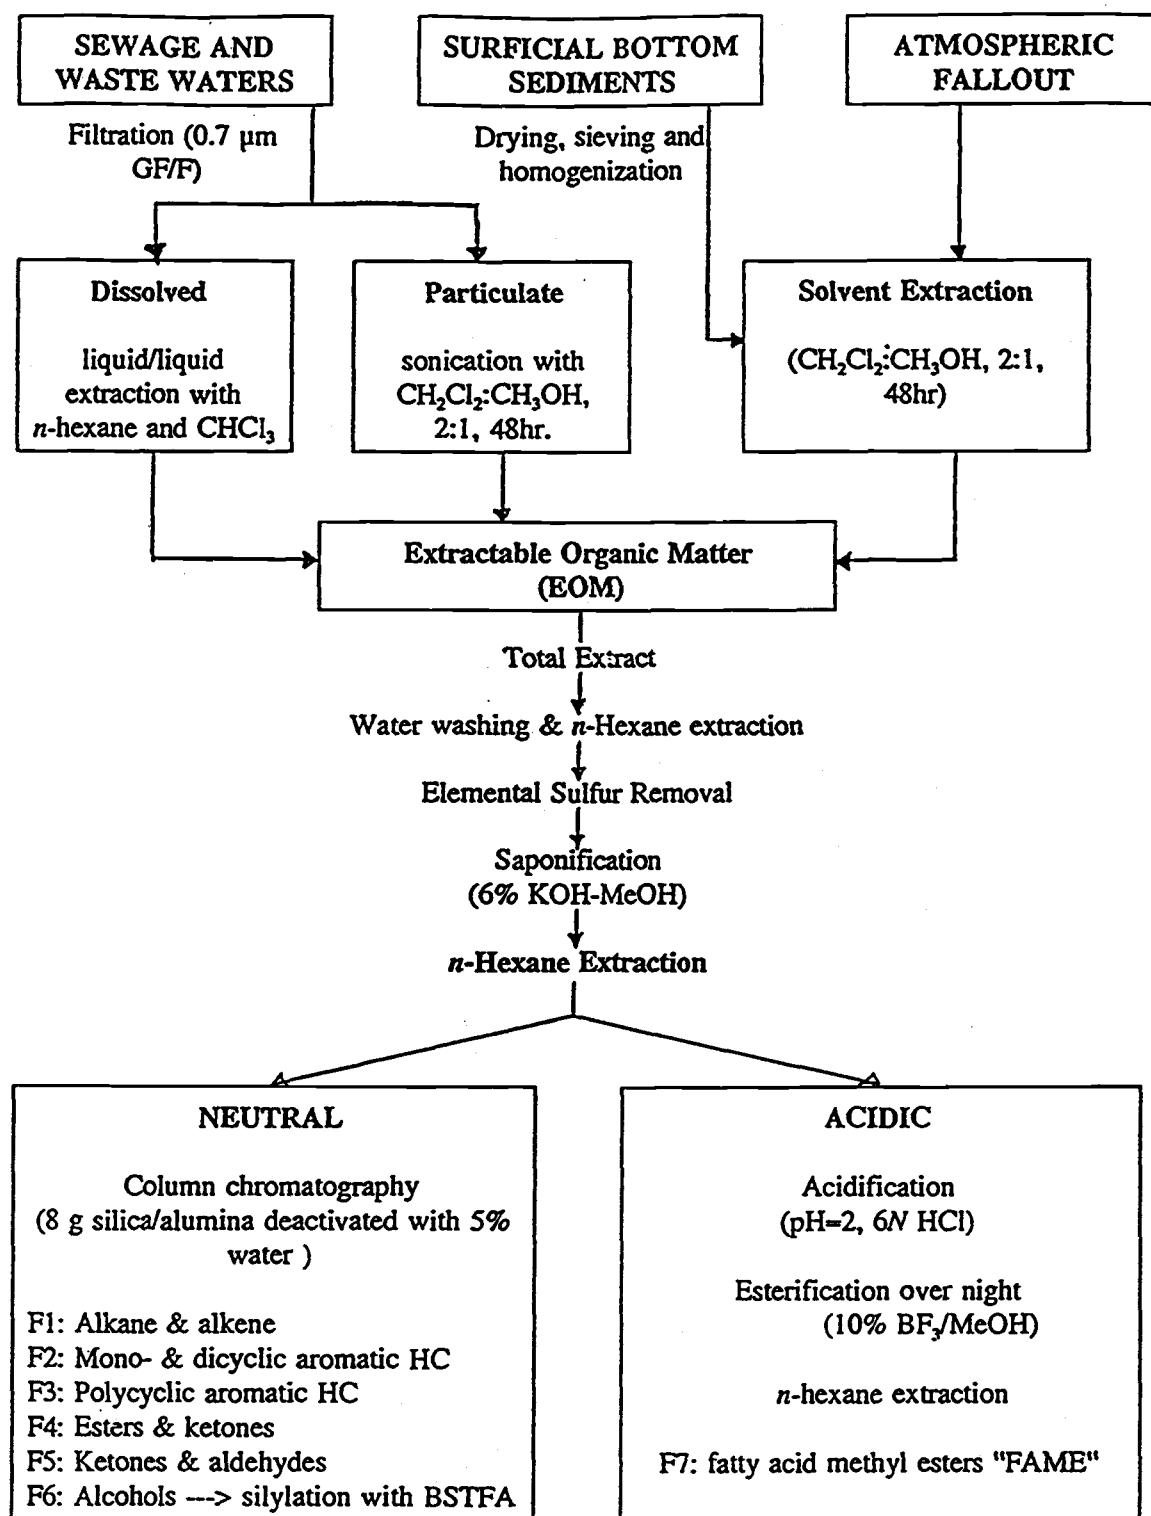 SEWAGE AND
WASTE WATERS
SURFICIAL BOTTOM
SEDIMENTS
ATMOSPHERIC
FALLOUT
Filtration (0.7 µm
GF/F)
Drying, sieving and
homogenization
Dissolved
liquid/liquid
extraction with
n-hexane and CHCl₃
Particulate
sonication with
CH₂Cl₂:CH₃OH,
2:1, 48hr.
Solvent Extraction
(CH₂Cl₂:CH₃OH, 2:1,
48hr)
Extractable Organic Matter
(EOM)
Total Extract
Water washing & n-Hexane extraction
Elemental Sulfur Removal
Saponification
(6% KOH-MeOH)
n-Hexane Extraction
NEUTRAL
Column chromatography
(8 g silica/alumina deactivated with 5%
water )
F1: Alkane & alkene
F2: Mono- & dicyclic aromatic HC
F3: Polycyclic aromatic HC
F4: Esters & ketones
F5: Ketones & aldehydes
F6: Alcohols ---> silylation with BSTFA
ACIDIC
Acidification
(pH=2, 6N HCl)
Esterification over night
(10% BF₃/MeOH)
n-hexane extraction
F7: fatty acid methyl esters "FAME"